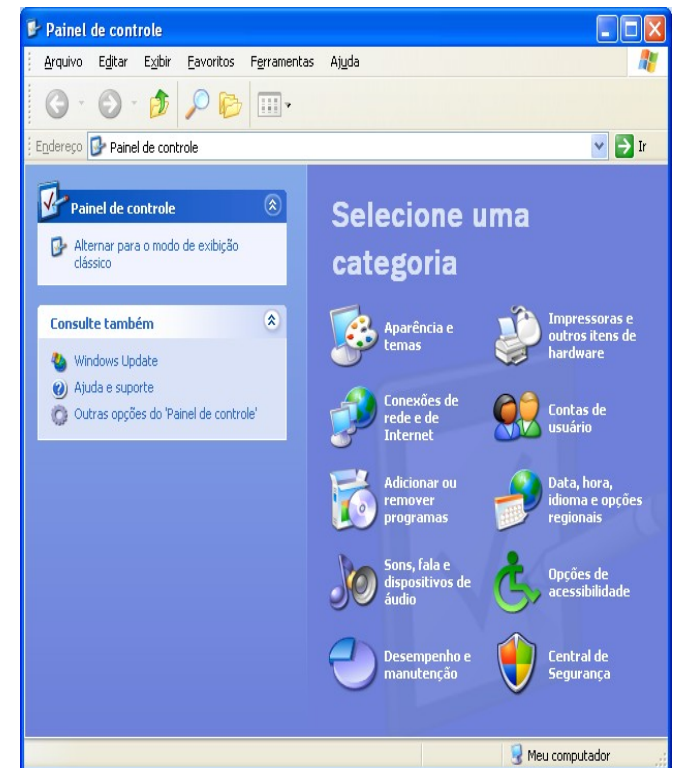 Painel de controle
Arquivo Editar Exibir Favoritos Ferramentas Ajuda
Endereço Painel de controle Ir
Painel de controle
Alternar para o modo de exibição
clássico
Consulte também
Windows Update
Ajuda e suporte
Outras opções do 'Painel de controle'
Selecione uma
categoria
Aparência e
temas
Impressoras e
outros itens de
hardware
Conexões de
rede e de
Internet
Contas de
usuário
Adicionar ou
remover
programas
Data, hora,
idioma e opções
regionais
Sons, fala e
dispositivos de
áudio
Opções de
acessibilidade
Desempenho e
manutenção
Central de
Segurança
Meu computador